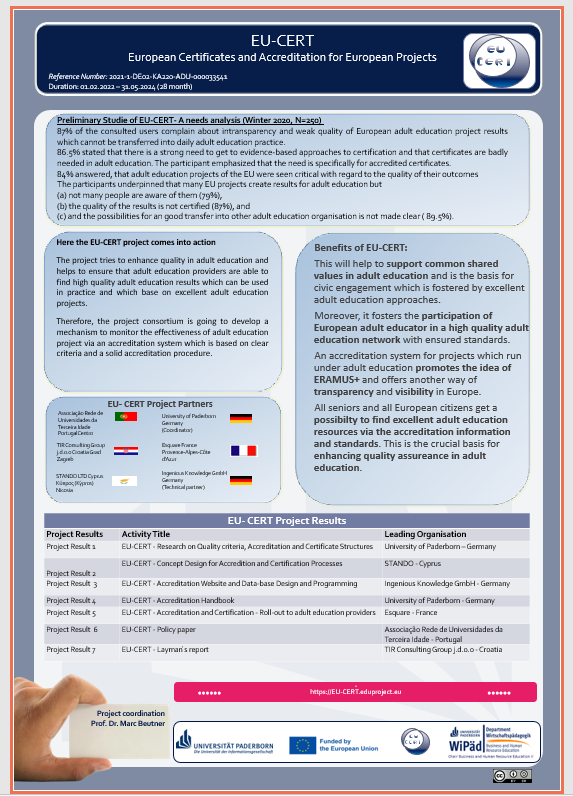 EU-CERT
European Certificates and Accreditation for European Projects
Reference Number: 2021-1-DE02-KA220-ADU-000033541
Duration: 01.02.2022 – 31.05.2024 (28 month)
EU
CERT
Preliminary Studie of EU-CERT- A needs analysis (Winter 2020, N=250)
87% of the consulted users complain about intransparency and weak quality of European adult education project results
which cannot be transferred into daily adult education practice.
86.5% stated that there is a strong need to get to evidence-based approaches to certification and that certificates are badly
needed in adult education. The participant emphasized that the need is specifically for accredited certificates.
84% answered, that adult education projects of the EU were seen critical with regard to the quality of their outcomes
The participants underpinned that many EU projects create results for adult education but
(a) not many people are aware of them (79%),
(b) the quality of the results is not certified (87%), and
(c) and the possibilities for an good transfer into other adult education organisation is not made clear ( 89.5%).
Here the EU-CERT project comes into action
The project tries to enhance quality in adult education and
helps to ensure that adult education providers are able to
find high quality adult education results which can be used
in practice and which base on excellent adult education
projects.
Therefore, the project consortium is going to develop a
mechanism to monitor the effectiveness of adult education
project via an accreditation system which is based on clear
criteria and a solid accreditation procedure.
Benefits of EU-CERT:
This will help to support common shared
values in adult education and is the basis for
civic engagement which is fostered by excellent
adult education approaches.
Moreover, it fosters the participation of
European adult educator in a high quality adult
education network with ensured standards.
An accreditation system for projects which run
under adult education promotes the idea of
ERAMUS+ and offers another way of
transparency and visibility in Europe.
All seniors and all European citizens get a
possibilty to find excellent adult education
resources via the accreditation information
and standards. This is the crucial basis for
enhancing quality assureance in adult
education.
EU- CERT Project Partners
Associação Rede de
Universidades da
Terceira Idade
Portugal Centro
University of Paderborn
Germany
(Coordinator)
TIR Consulting Group
j.d.o.o Croatia Grad
Zagreb
Esquare France
Provence-Alpes-Côte
d'Azur
STANDO LTD Cyprus
Κύπρος (Kýpros)
Nicosia
Ingenious Knowledge GmbH
Germany
(Technical partner)
EU- CERT Project Results
Project Results Activity Title Leading Organisation
Project Result 1 EU-CERT - Research on Quality criteria, Accreditation and Certificate Structures University of Paderborn – Germany
Project Result 2 EU-CERT - Concept Design for Accredition and Certification Processes STANDO - Cyprus
Project Result 3 EU-CERT - Accreditation Website and Data-base Design and Programming Ingenious Knowledge GmbH - Germany
Project Result 4 EU-CERT - Accreditation Handbook University of Paderborn - Germany
Project Result 5 EU-CERT - Accreditation and Certification - Roll-out to adult education providers Esquare - France
Project Result 6 EU-CERT - Policy paper Associação Rede de Universidades da
Terceira Idade - Portugal
Project Result 7 EU-CERT - Layman´s report TIR Consulting Group j.d.o.o - Croatia
https://EU-CERT.eduproject.eu
Project coordination
Prof. Dr. Marc Beutner
UNIVERSITÄT PADERBORN
Die Universität der Informationsgesellschaft
Funded by
the European Union
EU
CERT
UNIVERSITÄT
PADERBORN
WiPäd
Department
Wirtschaftspädagogik
Business and Human
Resource Education
Chair Business and Human Resource Education II
CC
BY